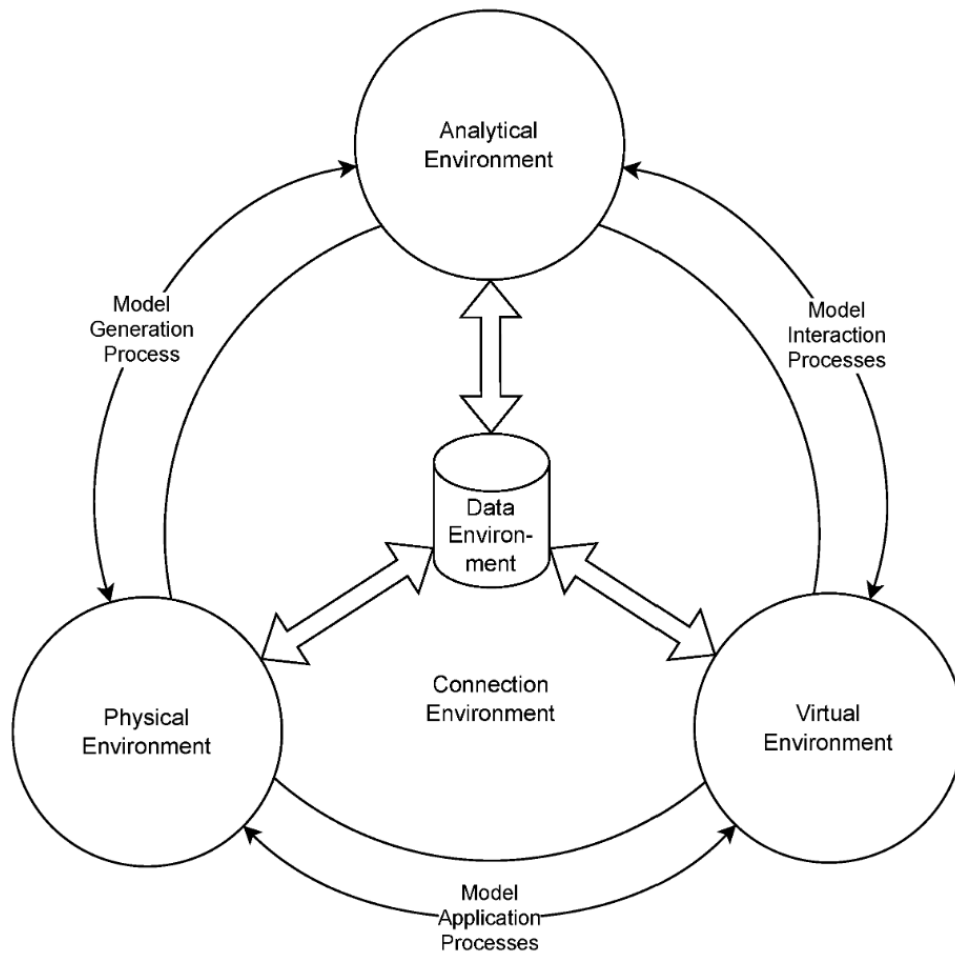 Analytical
Environment
Model
Generation
Process
Model
Interaction
Processes
Data
Environ-
ment
Connection
Environment
Physical
Environment
Virtual
Environment
Model
Application
Processes